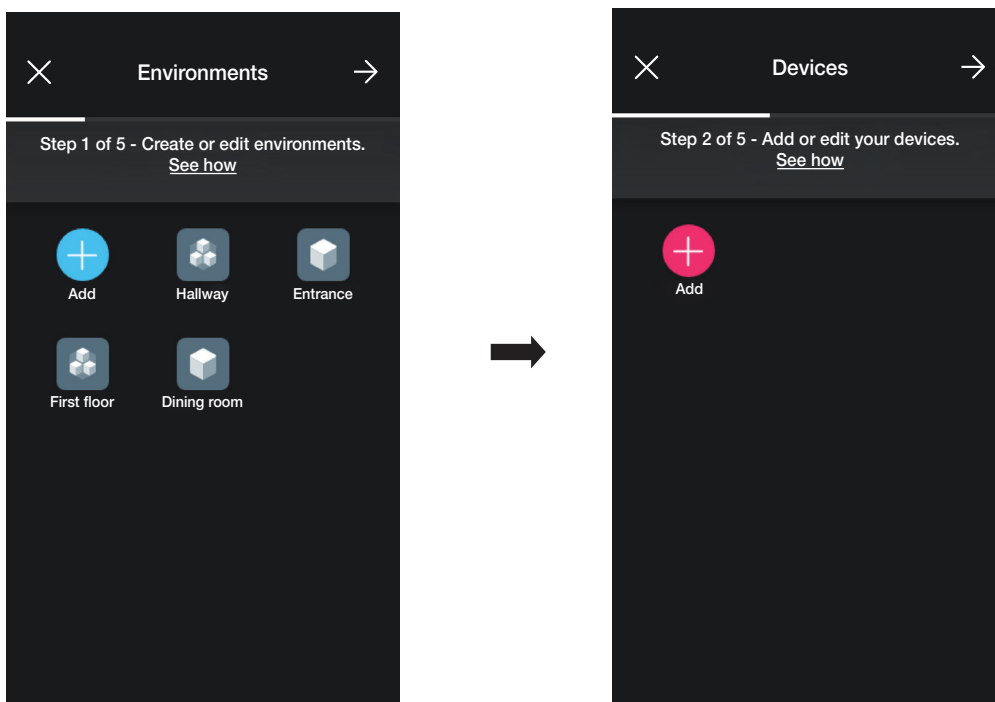 Environments
Step 1 of 5 - Create or edit environments.
See how
Add
Hallway
Entrance
First floor
Dining room
Devices
Step 2 of 5 - Add or edit your devices.
See how
Add